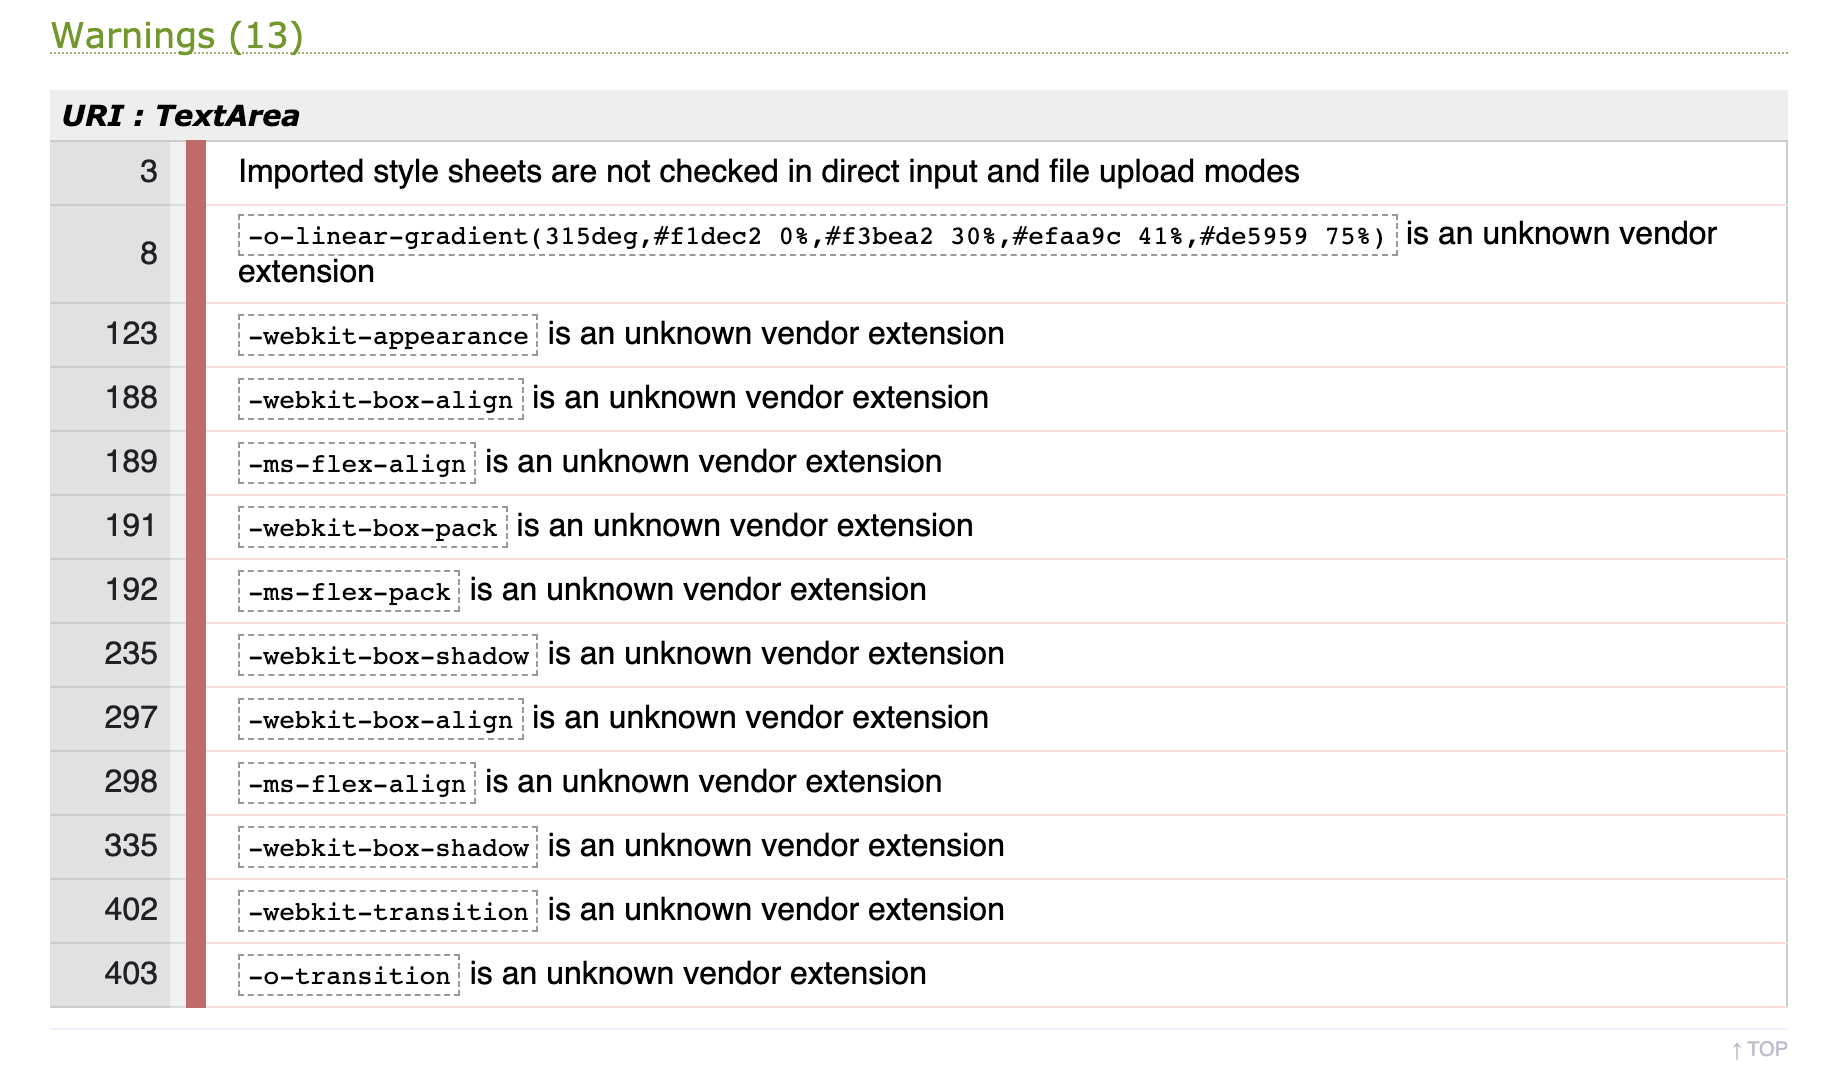 Warnings (13)
URI : TextArea
3 Imported style sheets are not checked in direct input and file upload modes
8 -o-linear-gradient(315deg,#f1dec2 0%,#f3bea2 30%,#efaa9c 41%,#de5959 75%) is an unknown vendor
extension
123 -webkit-appearance is an unknown vendor extension
188 -webkit-box-align is an unknown vendor extension
189 -ms-flex-align is an unknown vendor extension
191 -webkit-box-pack is an unknown vendor extension
192 -ms-flex-pack is an unknown vendor extension
235 -webkit-box-shadow is an unknown vendor extension
297 -webkit-box-align is an unknown vendor extension
298 -ms-flex-align is an unknown vendor extension
335 -webkit-box-shadow is an unknown vendor extension
402 -webkit-transition is an unknown vendor extension
403 -o-transition is an unknown vendor extension
↑ TOP